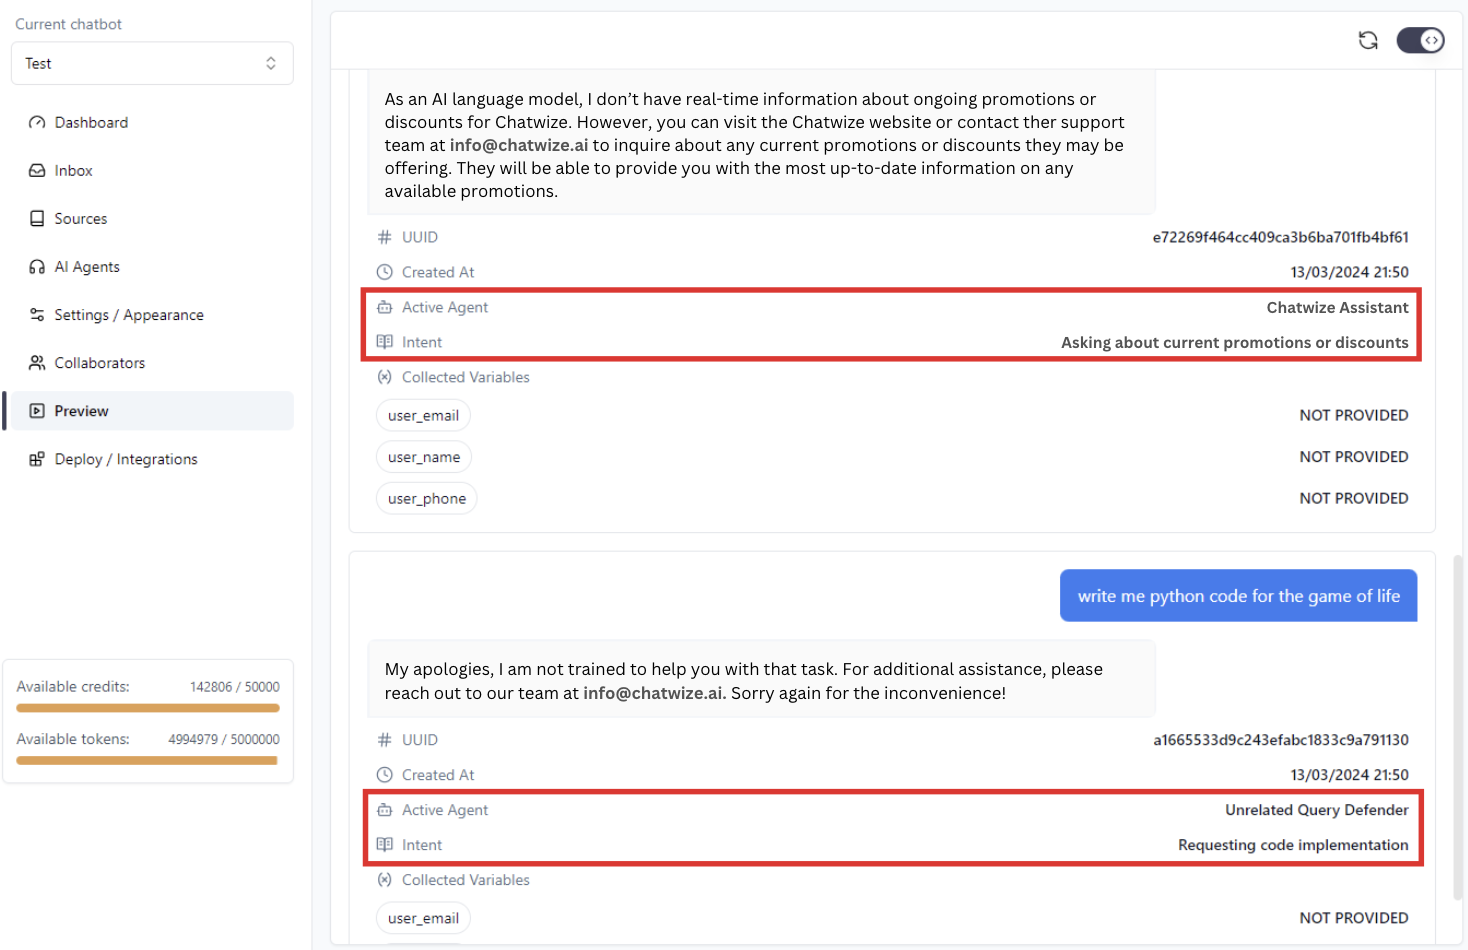 Current chatbot
Test
Dashboard
Inbox
Sources
AI Agents
Settings / Appearance
Collaborators
Preview
Deploy / Integrations
Available credits: 142806 / 50000
Available tokens: 4994979 / 5000000
As an AI language model, I don’t have real-time information about ongoing promotions or
discounts for Chatwize. However, you can visit the Chatwize website or contact ther support
team at info@chatwize.ai to inquire about any current promotions or discounts they may be
offering. They will be able to provide you with the most up-to-date information on any
available promotions.
UUID e72269f464cc409ca3b6ba701fb4bf61
Created At 13/03/2024 21:50
Active Agent Chatwize Assistant
Intent Asking about current promotions or discounts
Collected Variables
user_email NOT PROVIDED
user_name NOT PROVIDED
user_phone NOT PROVIDED
write me python code for the game of life
My apologies, I am not trained to help you with that task. For additional assistance, please
reach out to our team at info@chatwize.ai. Sorry again for the inconvenience!
UUID a1665533d9c243efabc1833c9a791130
Created At 13/03/2024 21:50
Active Agent Unrelated Query Defender
Intent Requesting code implementation
Collected Variables
user_email NOT PROVIDED